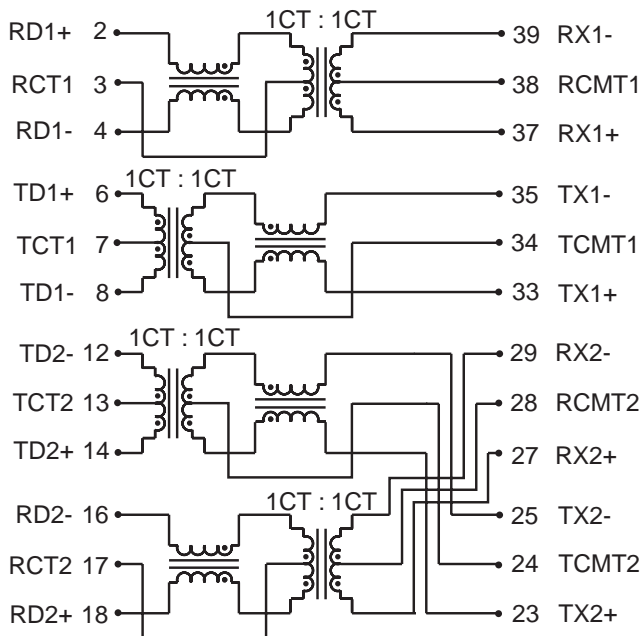 1CT : 1CT
RD1+ 2 39 RX1-
RCT1 3 38 RCMT1
RD1- 4 37 RX1+
1CT : 1CT
TD1+ 6 35 TX1-
TCT1 7 34 TCMT1
TD1- 8 33 TX1+
1CT : 1CT
TD2- 12 29 RX2-
TCT2 13 28 RCMT2
TD2+ 14 27 RX2+
1CT : 1CT
RD2- 16 25 TX2-
RCT2 17 24 TCMT2
RD2+ 18 23 TX2+